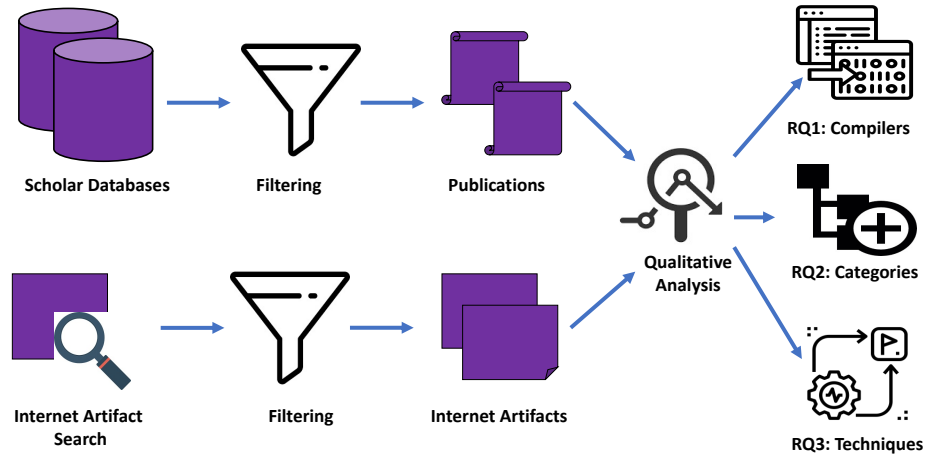 Scholar Databases
Filtering
Publications
RQ1: Compilers
Qualitative
Analysis
RQ2: Categories
Internet Artifact
Search
Filtering
Internet Artifacts
RQ3: Techniques